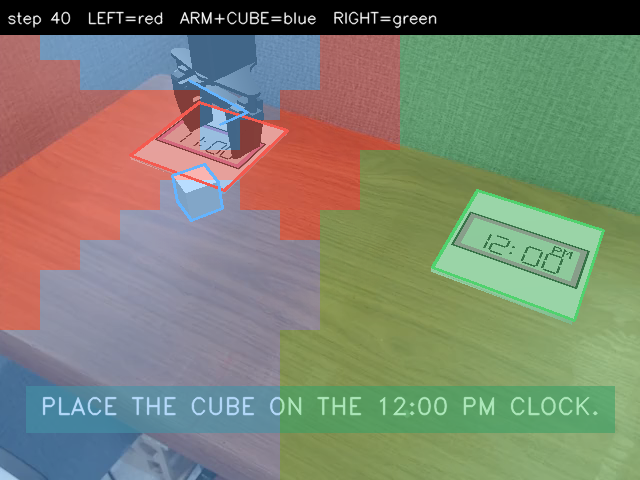 step 40 LEFT=red ARM+CUBE=blue RIGHT=green
12:00 PM
PLACE THE CUBE ON THE 12:00 PM CLOCK.